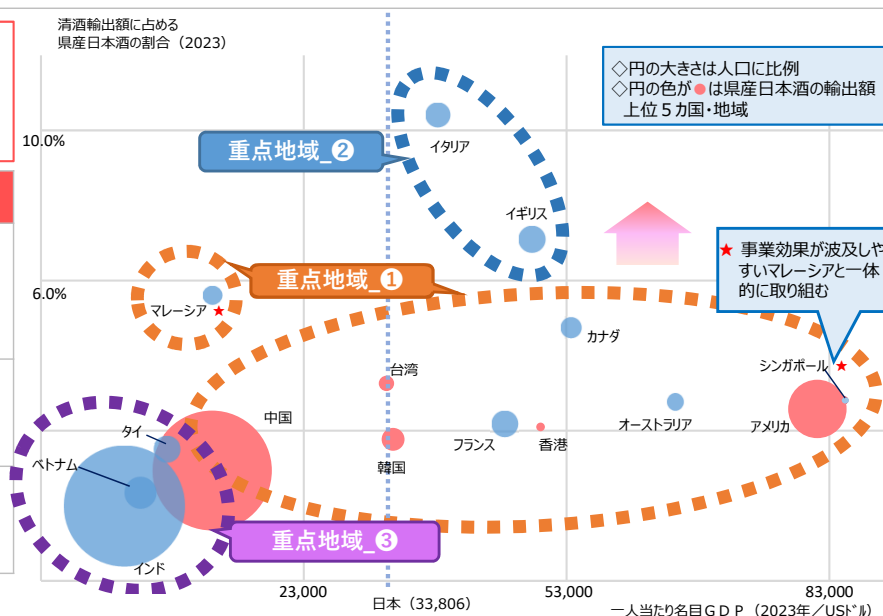 清酒輸出額に占める
県産日本酒の割合（2023）
◇円の大きさは人口に比例
◇円の色が●は県産日本酒の輸出額
上位５カ国・地域
10.0%
重点地域_❷
イタリア
イギリス
★ 事業効果が波及しや
すいマレーシアと一体
的に取り組む
重点地域_❶
6.0%
マレーシア★
カナダ
台湾
シンガポール ★
中国
タイ
フランス
香港
オーストラリア
アメリカ
ベトナム
韓国
重点地域_❸
インド
23,000
日本（33,806）
53,000
83,000
一人当たり名目ＧＤＰ（2023年／USﾄﾞﾙ）